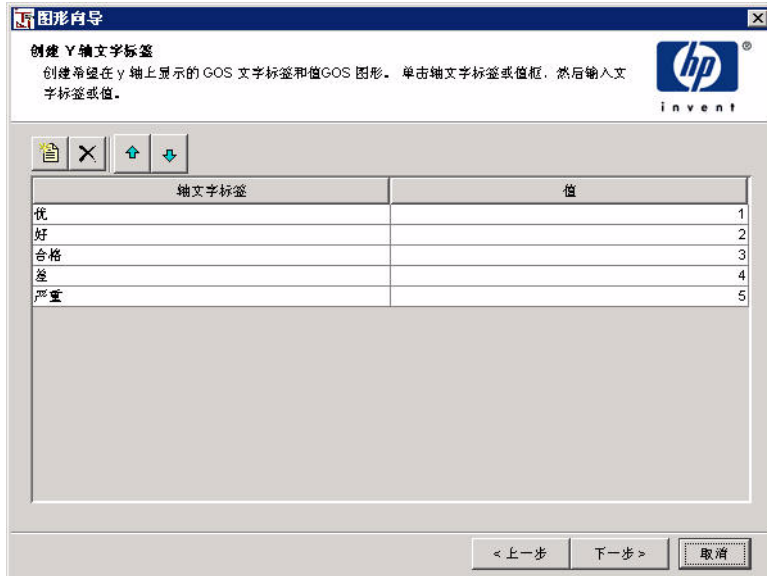 图形向导
创建 Y 轴文字标签
创建希望在 y 轴上显示的 GOS 文字标签和值GOS 图形。 单击轴文字标签或值框，然后输入文
字标签或值。
hp ®
invent
轴文字标签 值
优 1
好 2
合格 3
差 4
严重 5
< 上一步 下一步 > 取消